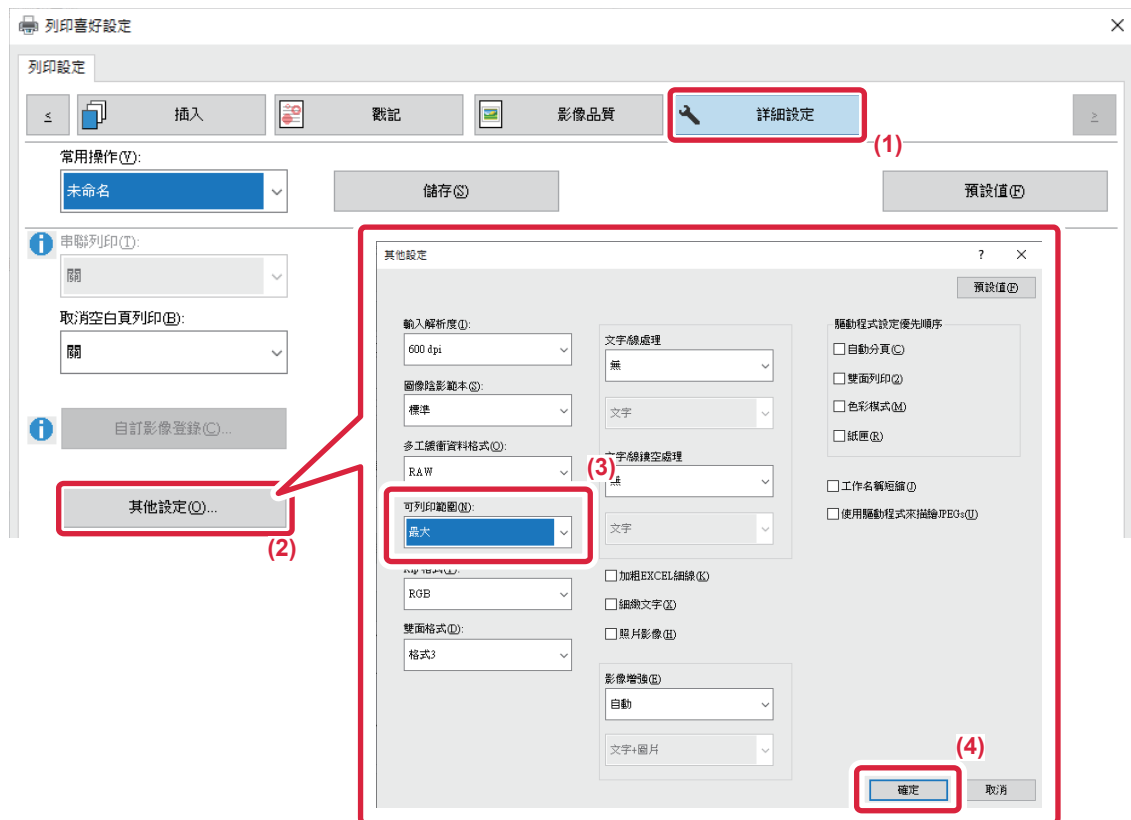 列印喜好設定
列印設定
≤ 插入 戳記 影像品質 詳細設定 ≥
(1)
常用操作(V):
未命名 儲存(S) 預設值(F)
串聯列印(T):
關
取消空白頁列印(B):
關
自訂影像登錄(C)...
其他設定(O)...
(2)
其他設定 ?
預設值(F)
輸入解析度(I):
600 dpi
圖像陰影範本(S):
標準
多工緩衝資料格式(O):
RAW
(3)
可列印範圍(N):
最大
RGB
雙面格式(D):
格式3
文字/線處理
無
文字
文字/線鏤空處理
無
文字
加粗EXCEL細線(K)
細緻文字(X)
照片影像(H)
影像增強(E)
自動
文字+圖片
驅動程式設定優先順序
自動分頁(C)
雙面列印(2)
色彩模式(M)
紙匣(R)
工作名稱短縮(J)
使用驅動程式來描繪JPEGs(U)
(4)
確定 取消